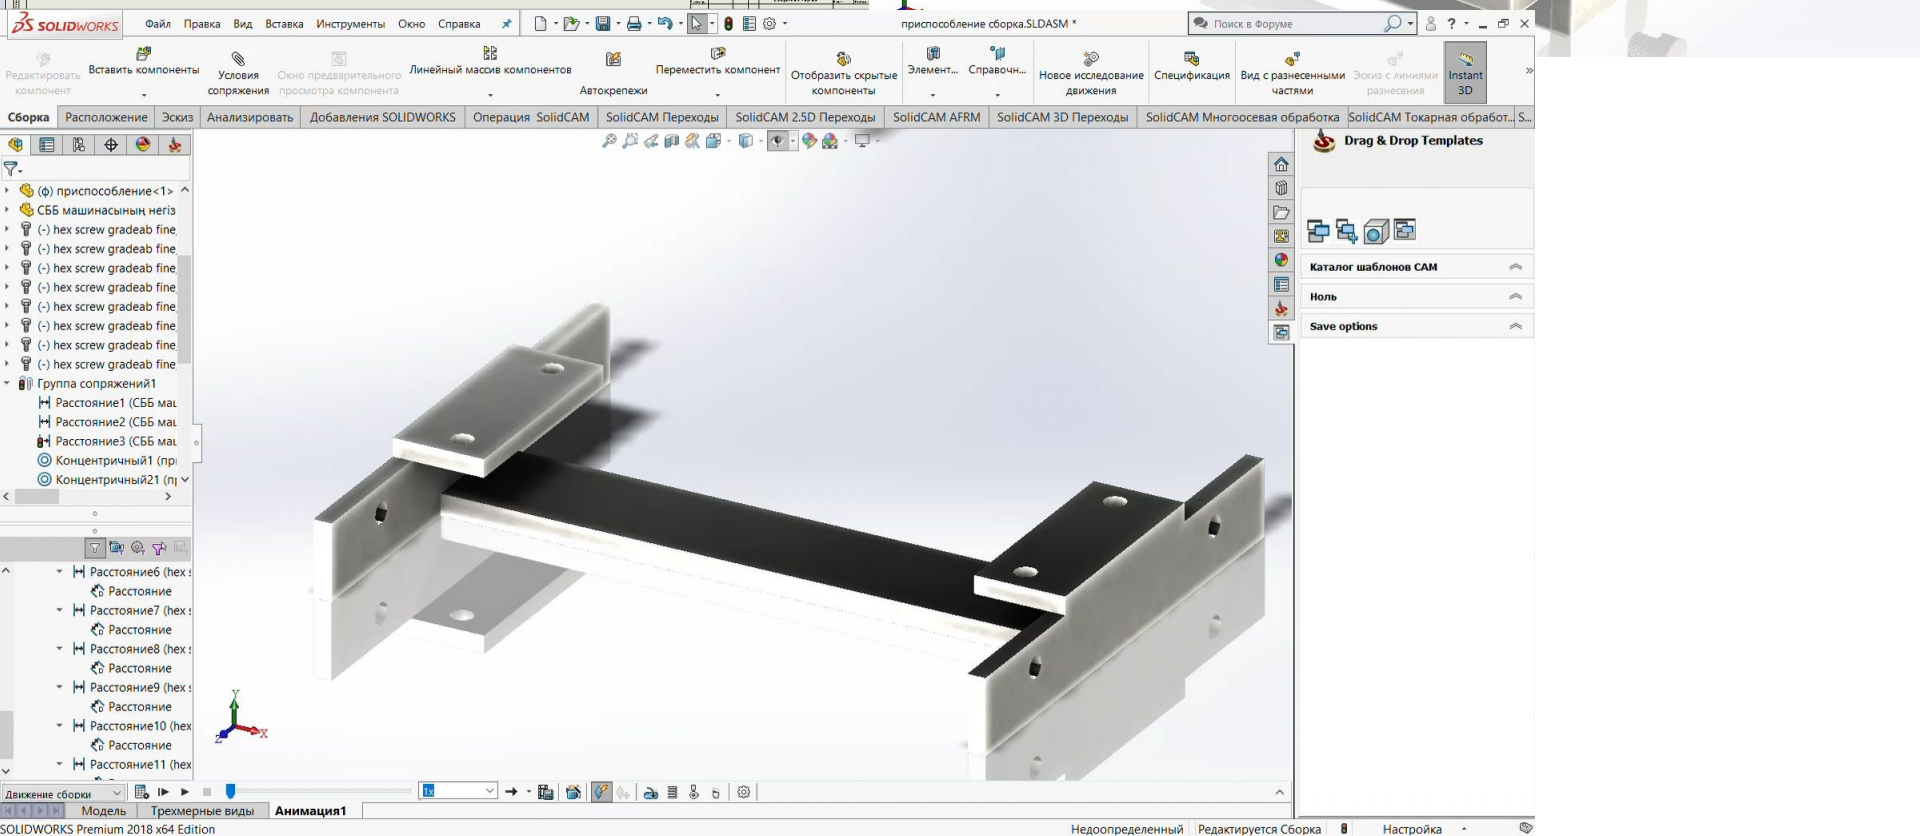 SOLIDWORKS
Файл Правка Вид Вставка Инструменты Окно Справка
приспособление сборка.SLDASM *
Поиск в Форуме
Редактировать компонент
Вставить компоненты
Условия сопряжения
Окно предварительного просмотра компонента
Линейный массив компонентов
Автокрепежи
Переместить компонент
Отобразить скрытые компоненты
Элемент...
Справочн...
Новое исследование движения
Спецификация
Вид с разнесенными частями
Эскиз с линиями разнесения
Instant 3D
Сборка Расположение Эскиз Анализировать Добавления SOLIDWORKS Операция SolidCAM SolidCAM Переходы SolidCAM 2.5D Переходы SolidCAM AFRM SolidCAM 3D Переходы SolidCAM Многоосевая обработка SolidCAM Токарная обработ... S...
(ф) приспособление<1>
СББ машинасының негіз
(-) hex screw gradeab fine
(-) hex screw gradeab fine
(-) hex screw gradeab fine
(-) hex screw gradeab fine
(-) hex screw gradeab fine
(-) hex screw gradeab fine
(-) hex screw gradeab fine
(-) hex screw gradeab fine
Группа сопряжений1
Расстояние1 (СББ маш
Расстояние2 (СББ маш
Расстояние3 (СББ маш
Концентричный1 (пр
Концентричный21 (пр
Расстояние6 (hex s
Расстояние
Расстояние7 (hex s
Расстояние
Расстояние8 (hex s
Расстояние
Расстояние9 (hex s
Расстояние
Расстояние10 (hex
Расстояние
Расстояние11 (hex
Y
X
Z
Drag & Drop Templates
Каталог шаблонов CAM
Ноль
Save options
Движение сборки
1x
Модель Трехмерные виды Анимация1
SOLIDWORKS Premium 2018 x64 Edition
Недоопределенный Редактируется Сборка Настройка